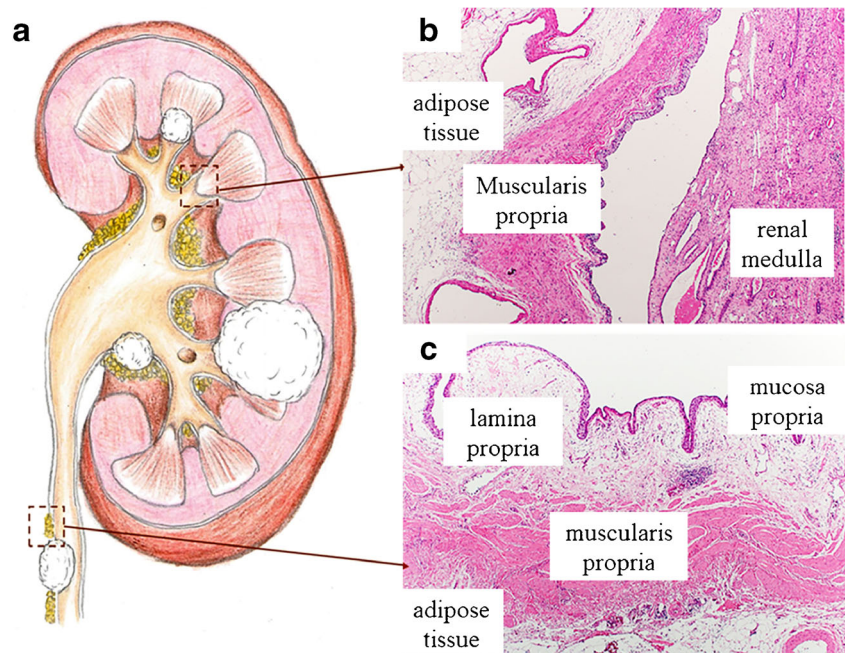 a
b
adipose
tissue
Muscularis
propria
renal
medulla
c
lamina
propria
mucosa
propria
muscularis
propria
adipose
tissue